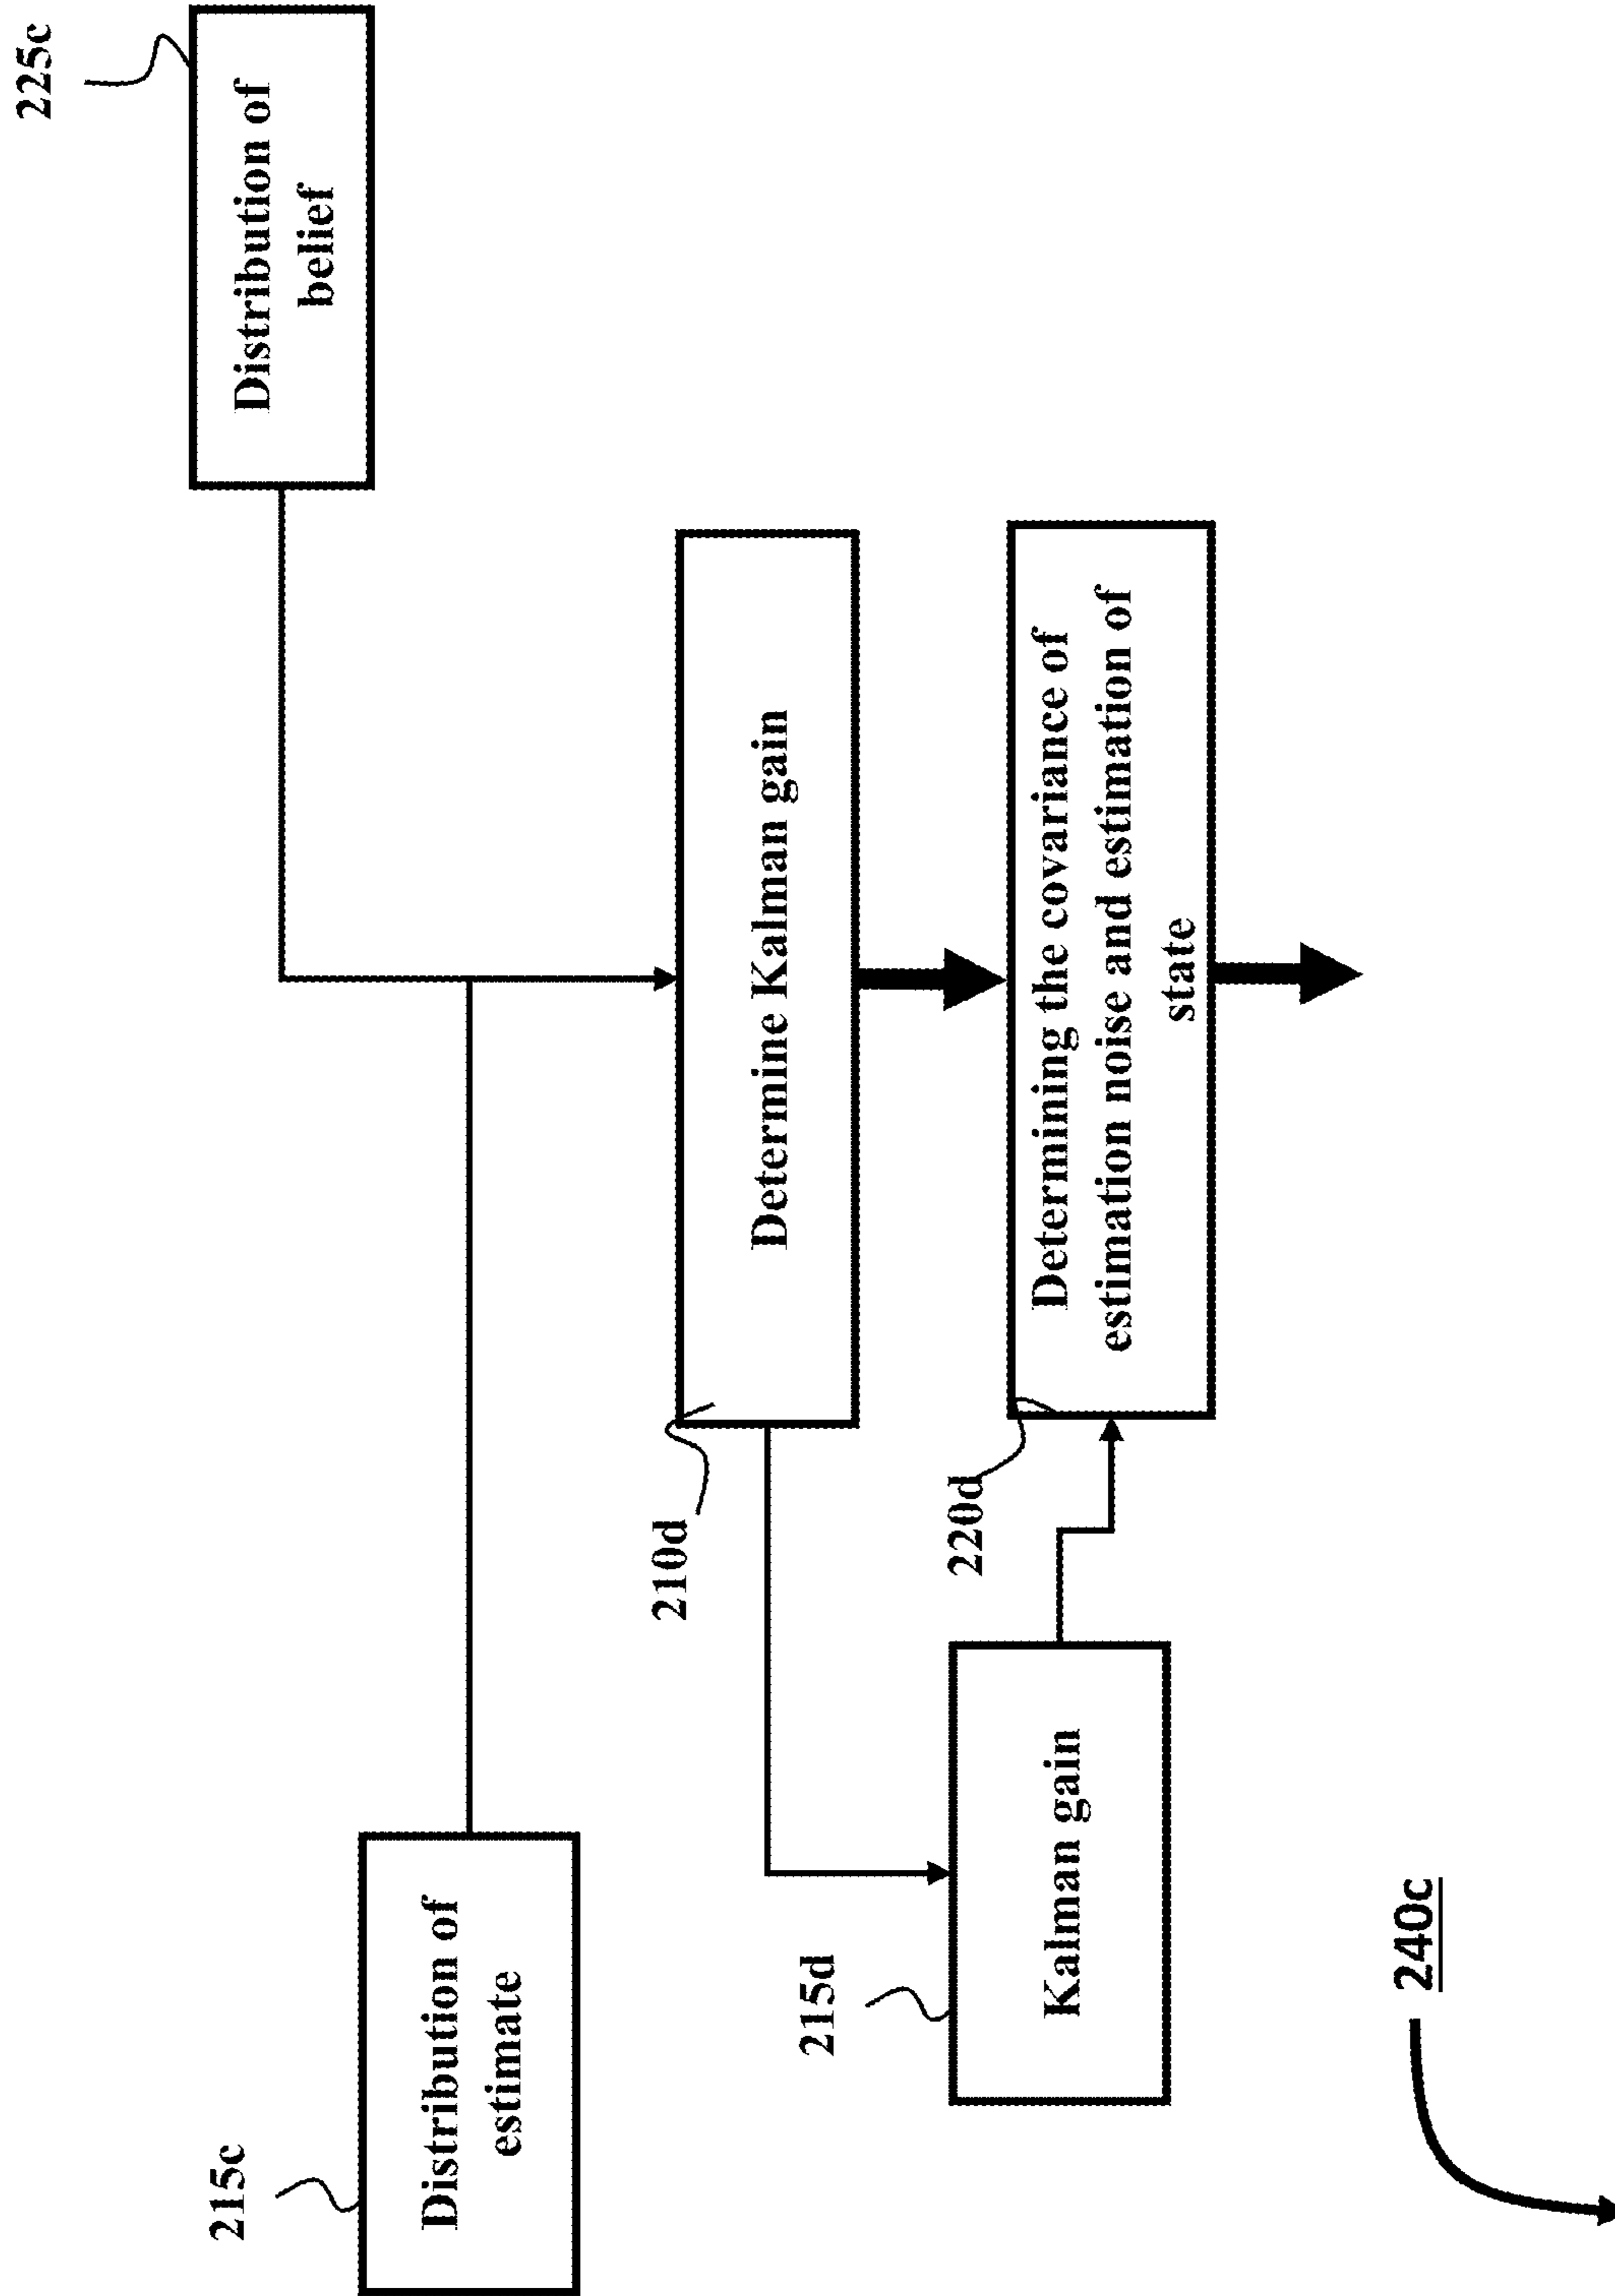 225c
Distribution of
belief
215c
Distribution of
estimate
210d
Determine Kalman gain
215d
Kalman gain
220d
Determining the covariance of
estimation noise and estimation of
state
240c